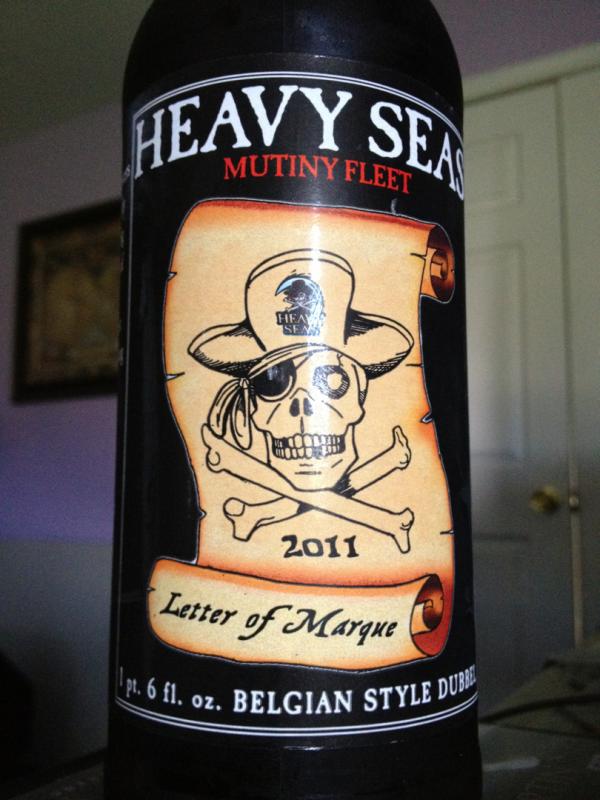 HEAVY SEAS
MUTINY FLEET
HEAVY
SEAS
2011
Letter of Marque
1 pt. 6 fl. oz. BELGIAN STYLE DUBBEL